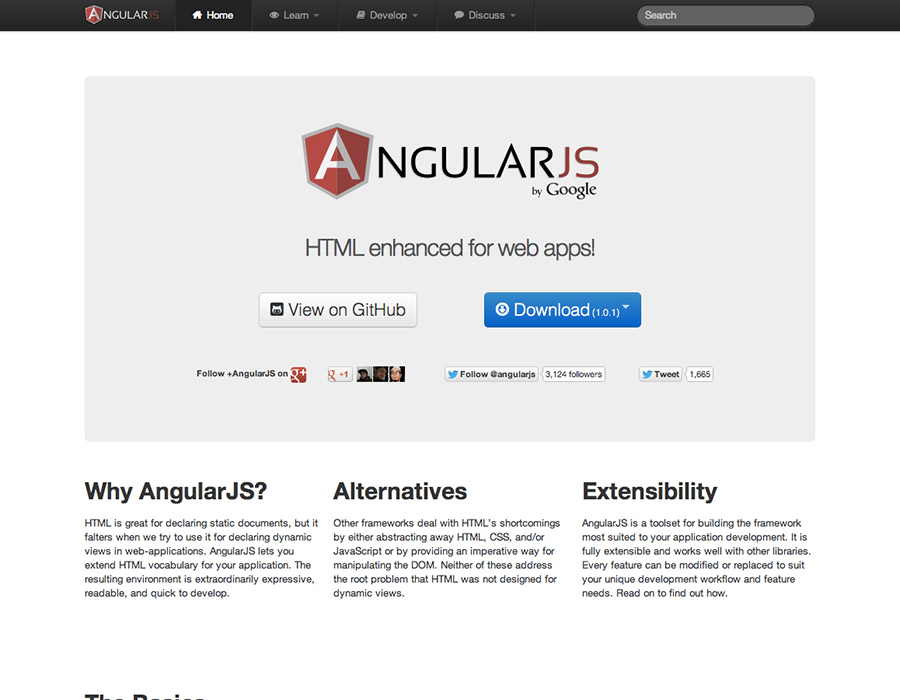 ANGULARJS Home Learn Develop Discuss Search
ANGULARJS
by Google
HTML enhanced for web apps!
View on GitHub Download (1.0.1)
Follow +AngularJS on g+ g +1 Follow @angularjs 3,124 followers Tweet 1,665
Why AngularJS?
HTML is great for declaring static documents, but it
falters when we try to use it for declaring dynamic
views in web-applications. AngularJS lets you
extend HTML vocabulary for your application. The
resulting environment is extraordinarily expressive,
readable, and quick to develop.
Alternatives
Other frameworks deal with HTML's shortcomings
by either abstracting away HTML, CSS, and/or
JavaScript or by providing an imperative way for
manipulating the DOM. Neither of these address
the root problem that HTML was not designed for
dynamic views.
Extensibility
AngularJS is a toolset for building the framework
most suited to your application development. It is
fully extensible and works well with other libraries.
Every feature can be modified or replaced to suit
your unique development workflow and feature
needs. Read on to find out how.
The Basics